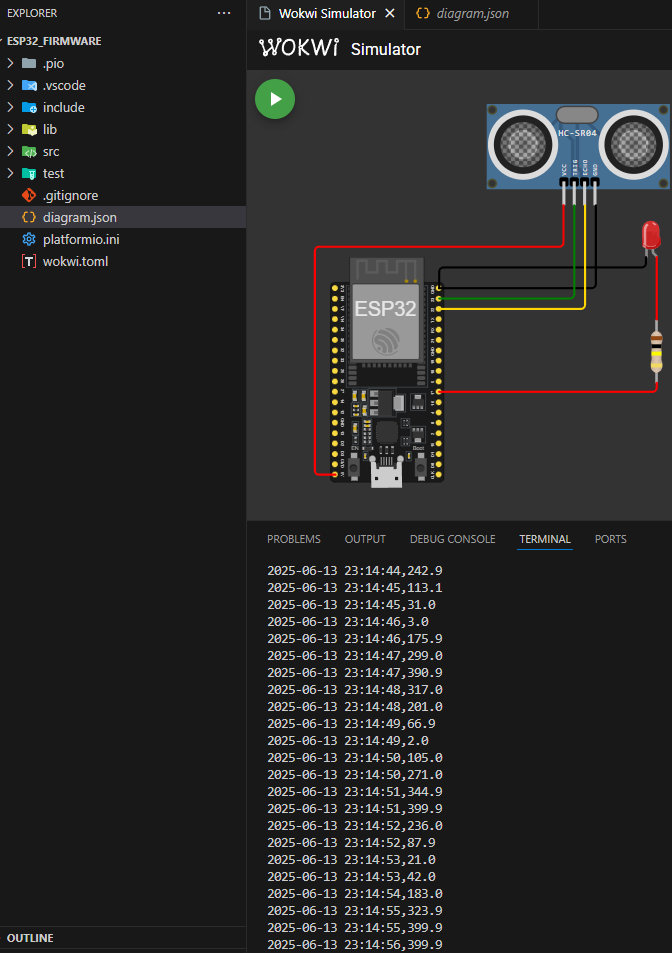 EXPLORER
...
ESP32_FIRMWARE
.pio
.vscode
include
lib
src
test
.gitignore
diagram.json
platformio.ini
wokwi.toml
OUTLINE
Wokwi Simulator
diagram.json
WOKWI Simulator
HC-SR04
VCC
TRIG
ECHO
GND
ESP32
EN
Boot
PROBLEMS OUTPUT DEBUG CONSOLE TERMINAL PORTS
2025-06-13 23:14:44,242.9
2025-06-13 23:14:45,113.1
2025-06-13 23:14:45,31.0
2025-06-13 23:14:46,3.0
2025-06-13 23:14:46,175.9
2025-06-13 23:14:47,299.0
2025-06-13 23:14:47,390.9
2025-06-13 23:14:48,317.0
2025-06-13 23:14:48,201.0
2025-06-13 23:14:49,66.9
2025-06-13 23:14:49,2.0
2025-06-13 23:14:50,105.0
2025-06-13 23:14:50,271.0
2025-06-13 23:14:51,344.9
2025-06-13 23:14:51,399.9
2025-06-13 23:14:52,236.0
2025-06-13 23:14:52,87.9
2025-06-13 23:14:53,21.0
2025-06-13 23:14:53,42.0
2025-06-13 23:14:54,183.0
2025-06-13 23:14:55,323.9
2025-06-13 23:14:55,399.9
2025-06-13 23:14:56,399.9